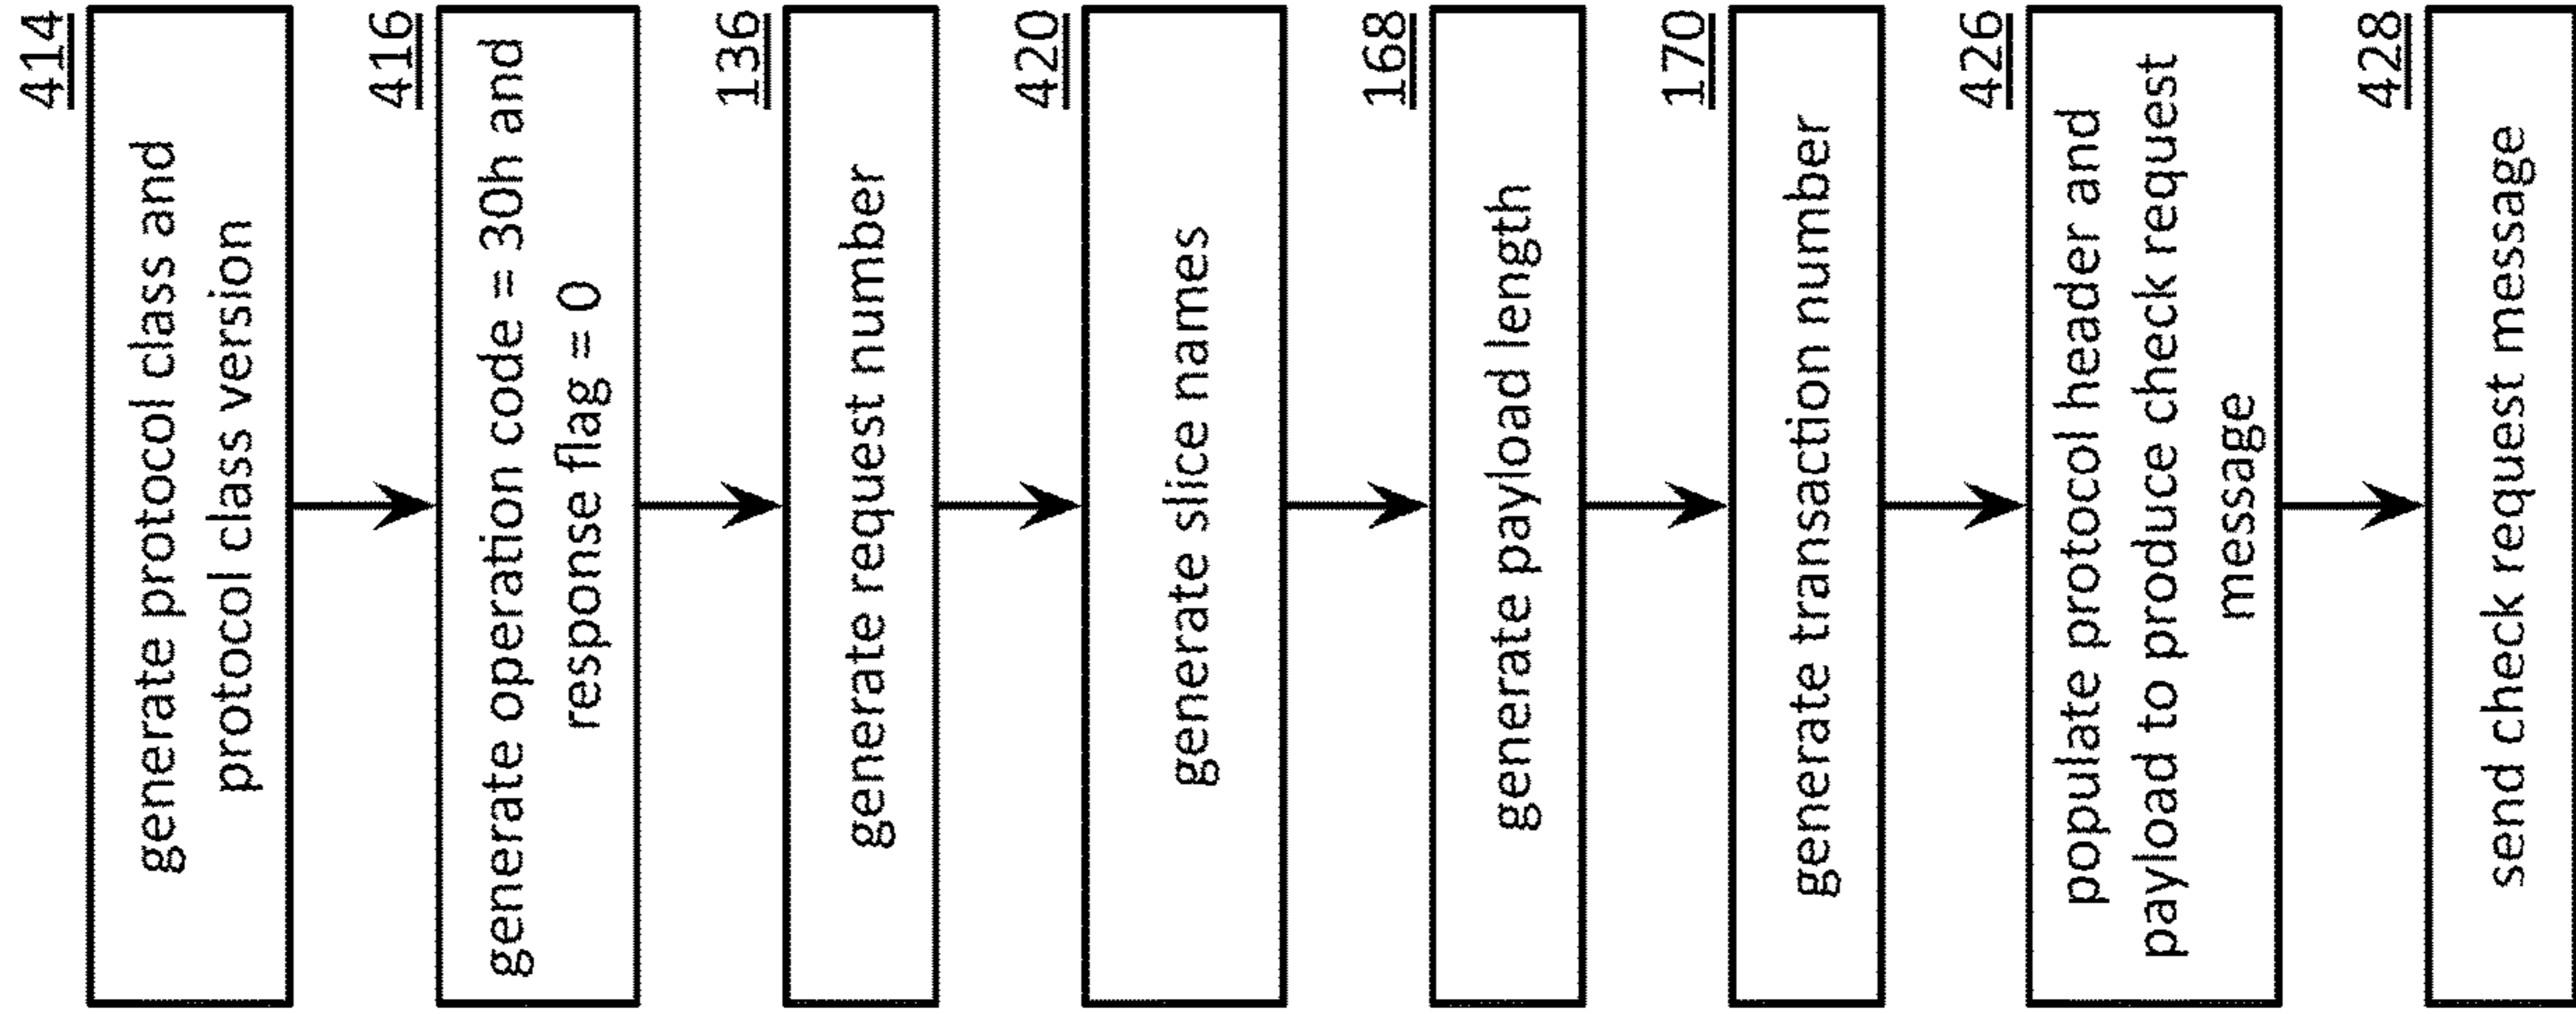 414
generate protocol class and
protocol class version
416
generate operation code = 30h and
response flag = 0
136
generate request number
420
generate slice names
168
generate payload length
170
generate transaction number
426
populate protocol header and
payload to produce check request
message
428
send check request message